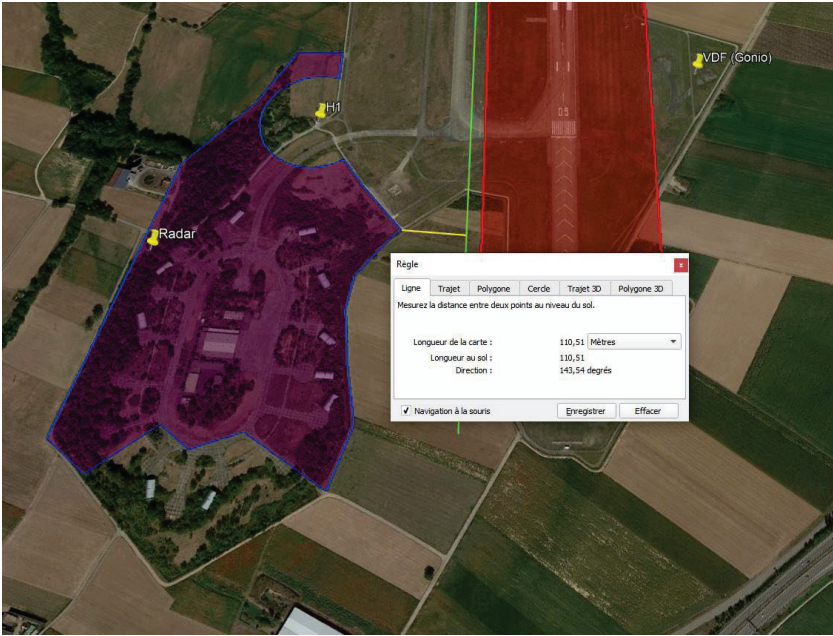 VDF (Gonio)
H1
05
Radar
Règle
x
Ligne Trajet Polygone Cercle Trajet 3D Polygone 3D
Mesurez la distance entre deux points au niveau du sol.
Longueur de la carte : 110,51 Mètres
Longueur au sol : 110,51
Direction : 143,54 degrés
Navigation à la souris Enregistrer Effacer